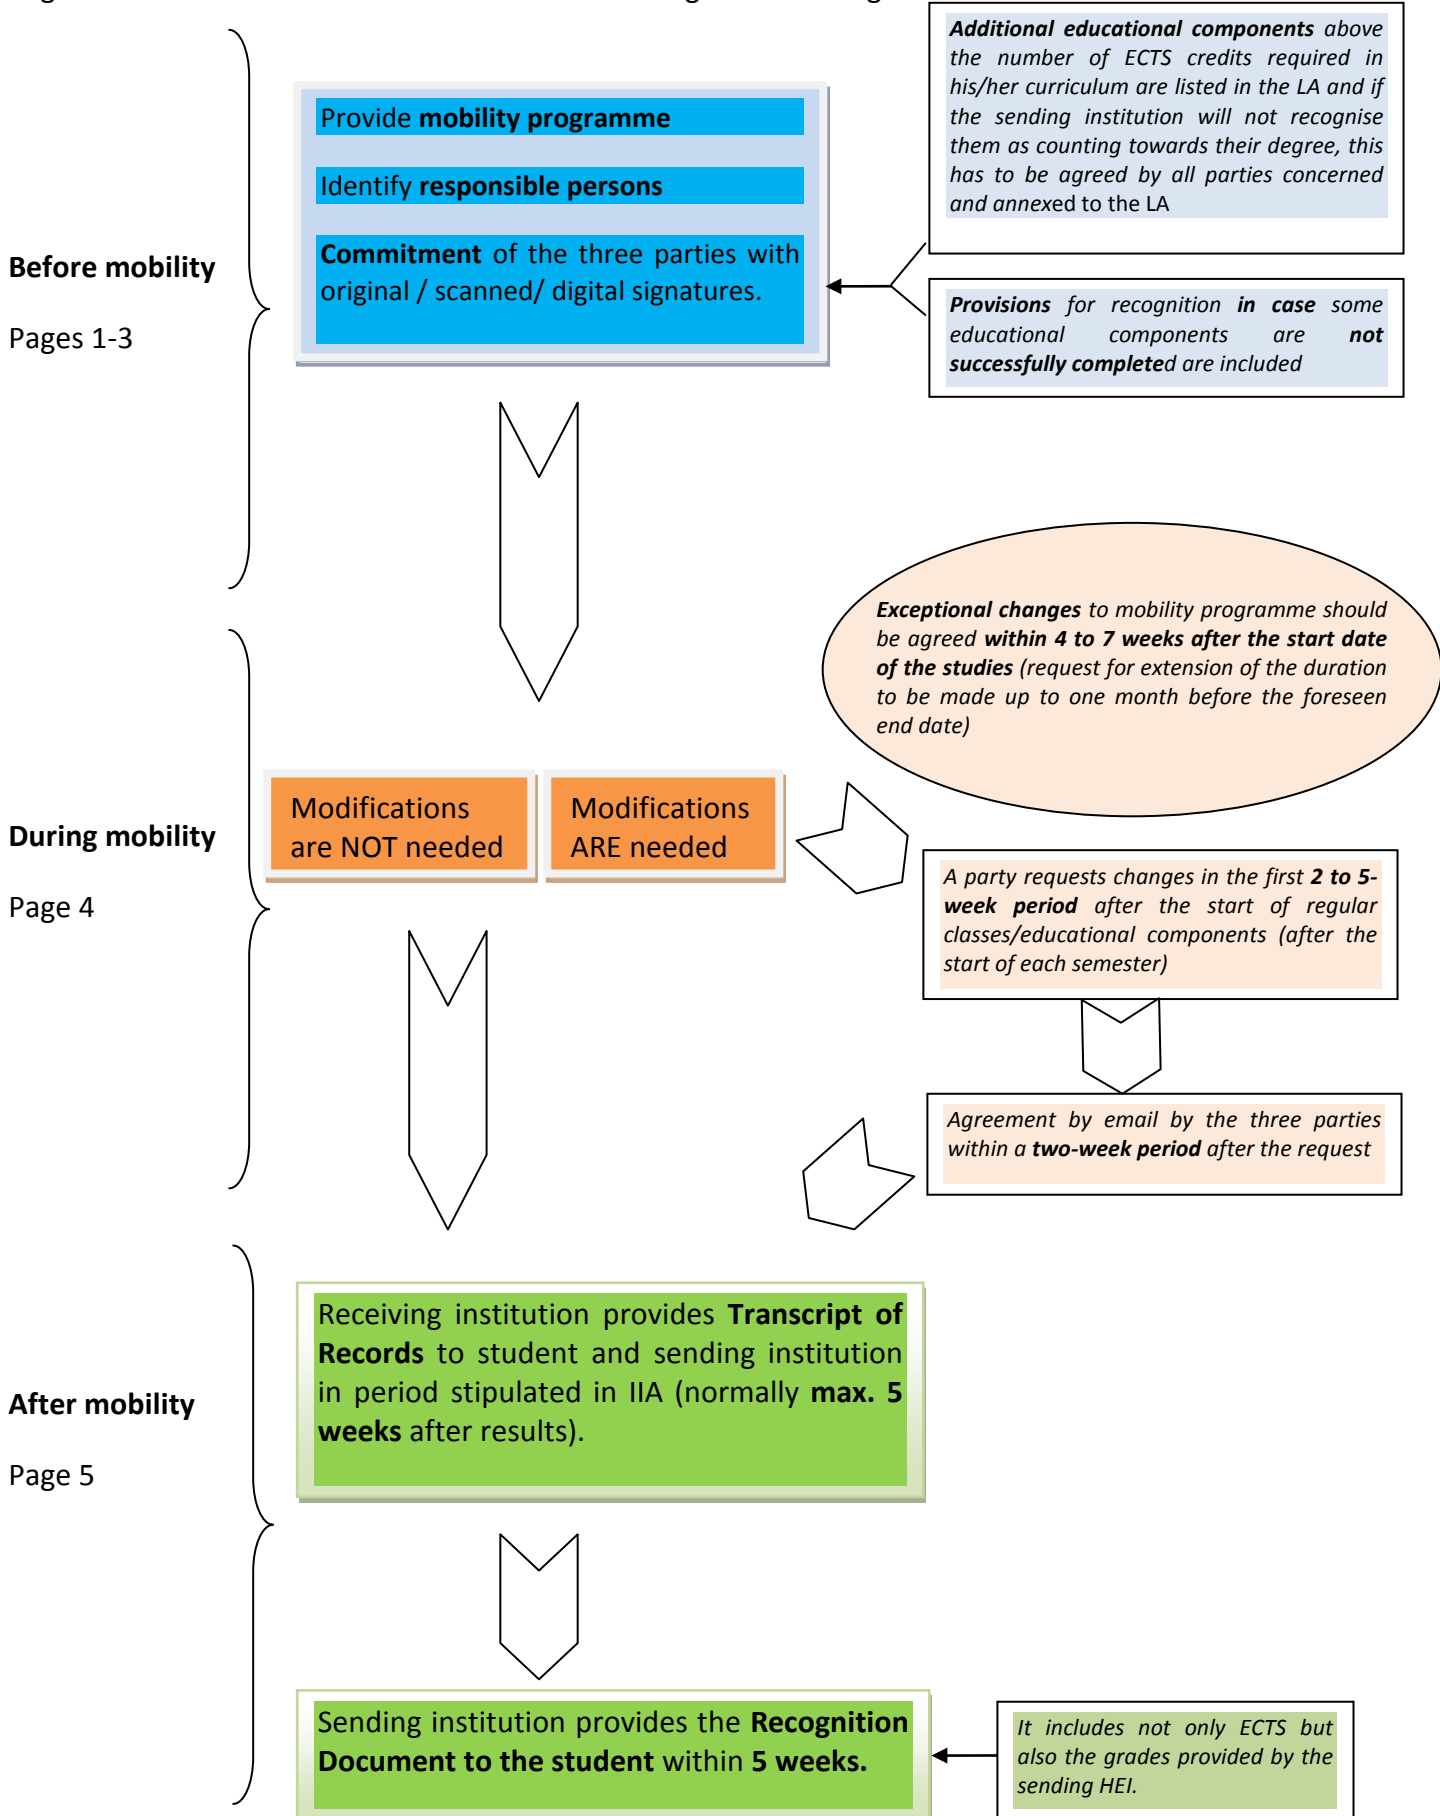 Additional educational components above
the number of ECTS credits required in
his/her curriculum are listed in the LA and if
the sending institution will not recognise
them as counting towards their degree, this
has to be agreed by all parties concerned
and annexed to the LA
Provide mobility programme
Identify responsible persons
Commitment of the three parties with
original / scanned/ digital signatures.
Before mobility
Pages 1-3
Provisions for recognition in case some
educational components are not
successfully completed are included
Exceptional changes to mobility programme should
be agreed within 4 to 7 weeks after the start date
of the studies (request for extension of the duration
to be made up to one month before the foreseen
end date)
During mobility
Page 4
Modifications
are NOT needed
Modifications
ARE needed
A party requests changes in the first 2 to 5-
week period after the start of regular
classes/educational components (after the
start of each semester)
Agreement by email by the three parties
within a two-week period after the request
After mobility
Page 5
Receiving institution provides Transcript of
Records to student and sending institution
in period stipulated in IIA (normally max. 5
weeks after results).
Sending institution provides the Recognition
Document to the student within 5 weeks.
It includes not only ECTS but
also the grades provided by the
sending HEI.